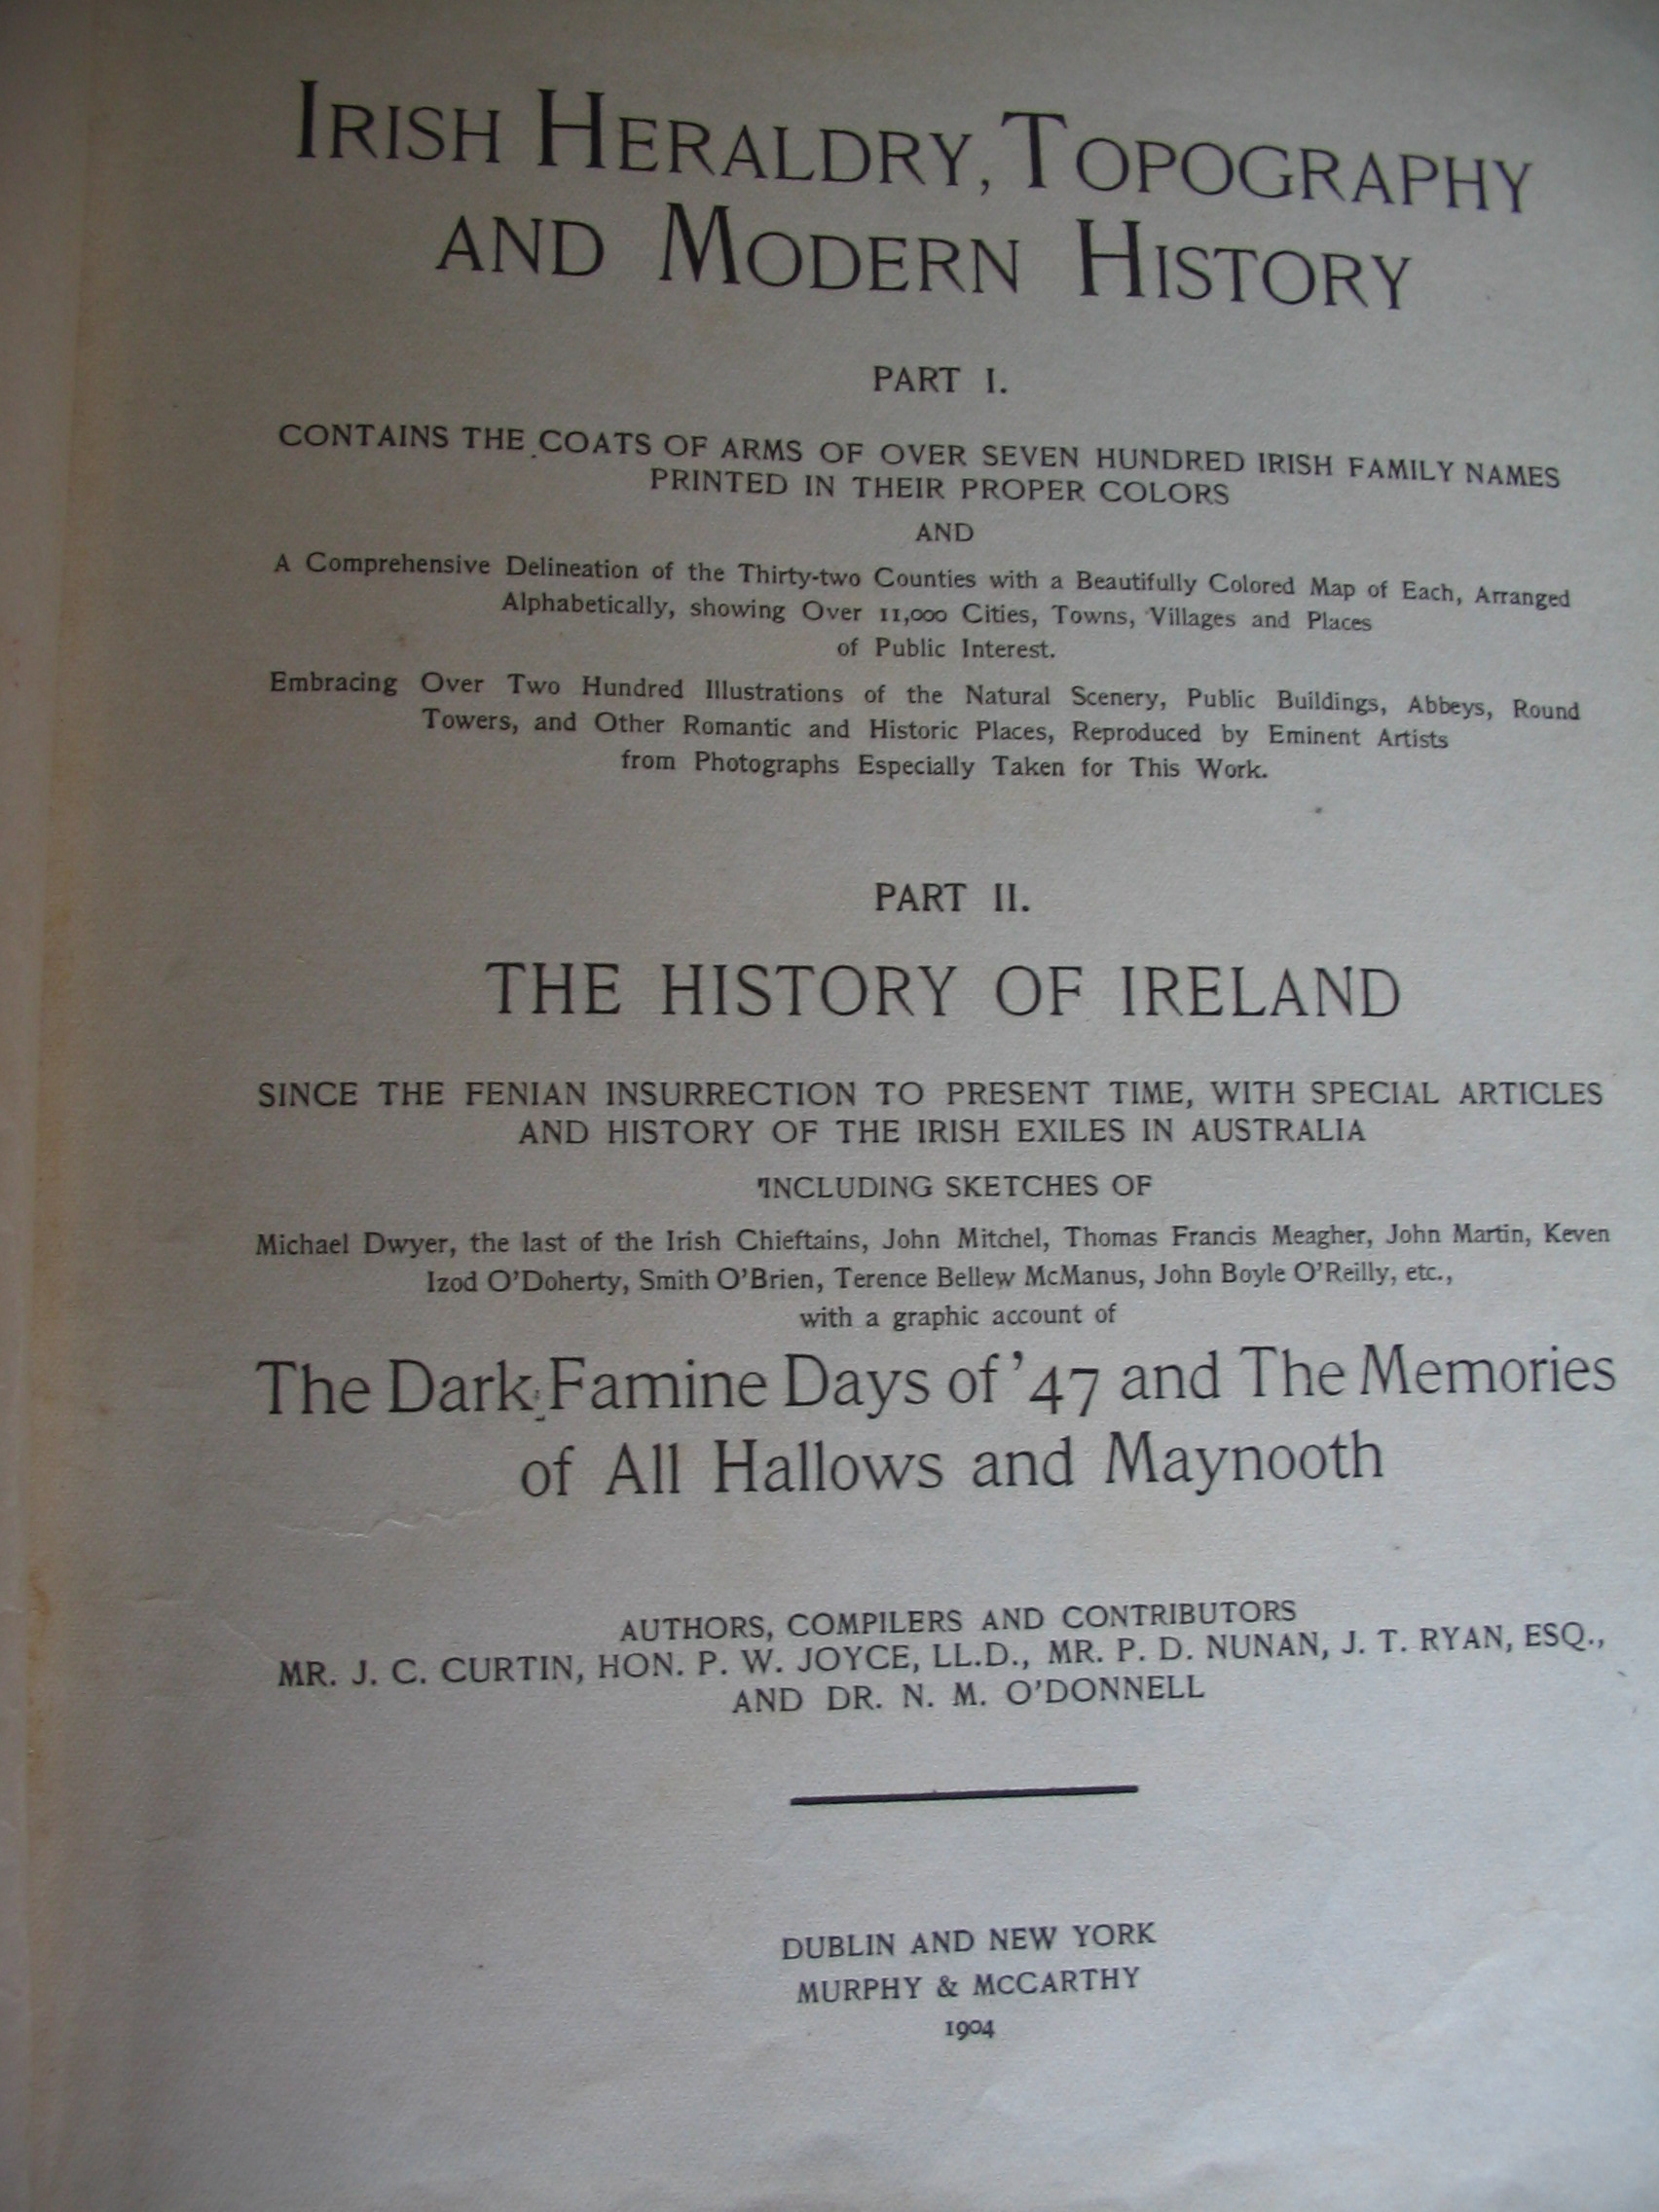 IRISH HERALDRY, TOPOGRAPHY
AND MODERN HISTORY
PART I.
CONTAINS THE COATS OF ARMS OF OVER SEVEN HUNDRED IRISH FAMILY NAMES
PRINTED IN THEIR PROPER COLORS
AND
A Comprehensive Delineation of the Thirty-two Counties with a Beautifully Colored Map of Each, Arranged
Alphabetically, showing Over 11,000 Cities, Towns, Villages and Places
of Public Interest.
Embracing Over Two Hundred Illustrations of the Natural Scenery, Public Buildings, Abbeys, Round
Towers, and Other Romantic and Historic Places, Reproduced by Eminent Artists
from Photographs Especially Taken for This Work.
PART II.
THE HISTORY OF IRELAND
SINCE THE FENIAN INSURRECTION TO PRESENT TIME, WITH SPECIAL ARTICLES
AND HISTORY OF THE IRISH EXILES IN AUSTRALIA
INCLUDING SKETCHES OF
Michael Dwyer, the last of the Irish Chieftains, John Mitchel, Thomas Francis Meagher, John Martin, Keven
Izod O'Doherty, Smith O'Brien, Terence Bellew McManus, John Boyle O'Reilly, etc.,
with a graphic account of
The Dark Famine Days of '47 and The Memories
of All Hallows and Maynooth
AUTHORS, COMPILERS AND CONTRIBUTORS
MR. J. C. CURTIN, HON. P. W. JOYCE, LL.D., MR. P. D. NUNAN, J. T. RYAN, ESQ.,
AND DR. N. M. O'DONNELL
DUBLIN AND NEW YORK
MURPHY & McCARTHY
1904